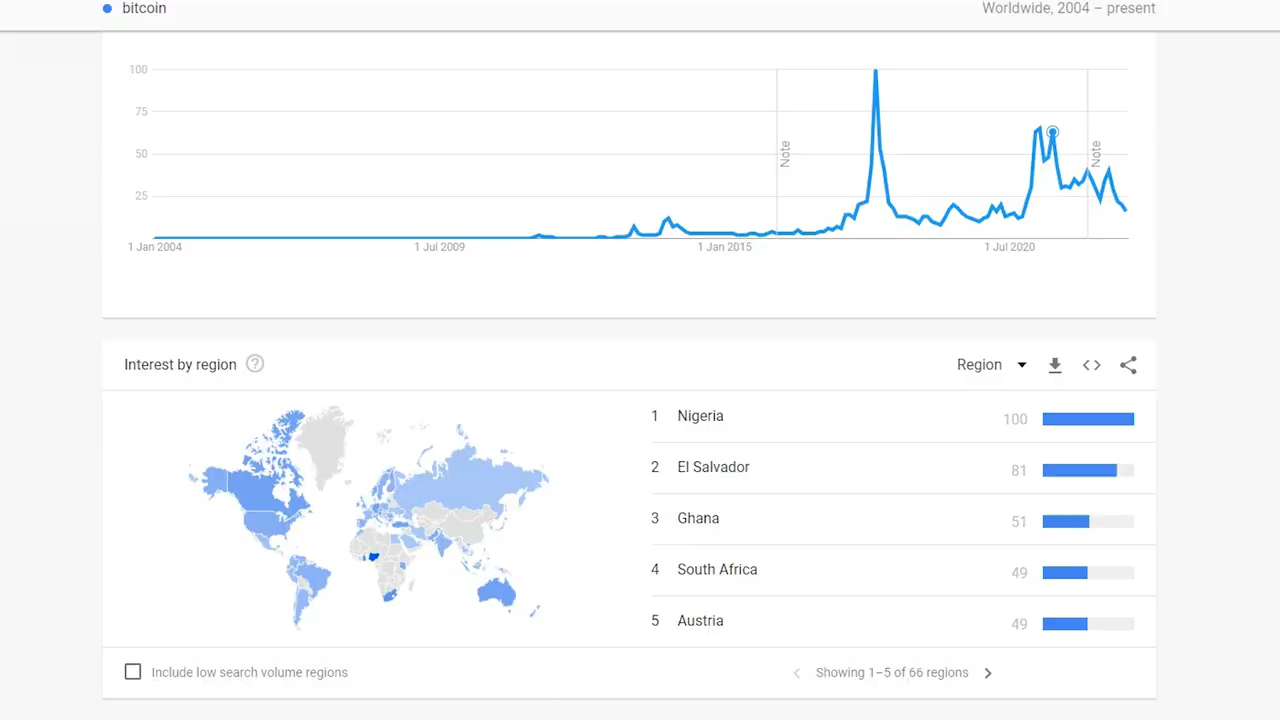 bitcoin
Worldwide, 2004 – present
100
75
50
25
Note
Note
1 Jan 2004
1 Jul 2009
1 Jan 2015
1 Jul 2020
Interest by region ?
Region
1 Nigeria 100
2 El Salvador 81
3 Ghana 51
4 South Africa 49
5 Austria 49
Include low search volume regions
Showing 1–5 of 66 regions